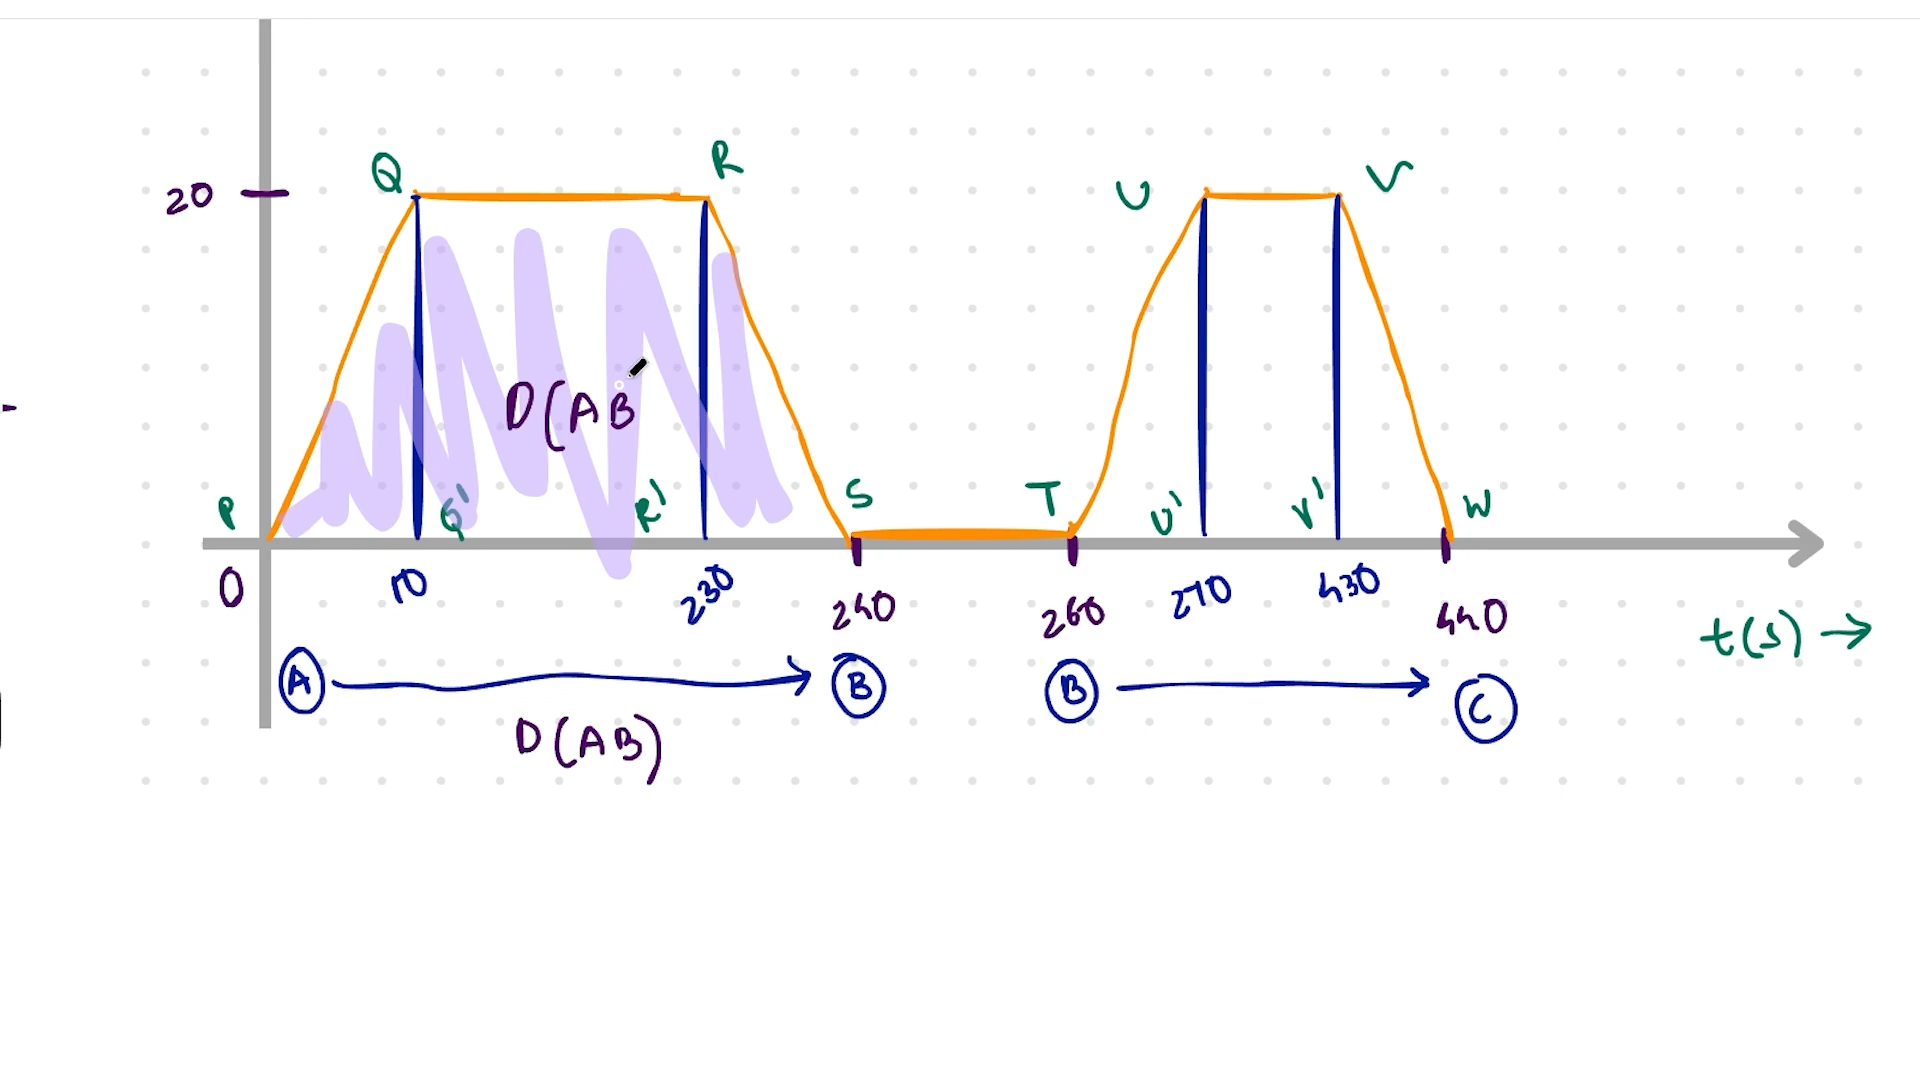 Q R U V
20
D(AB
P Q' R' S T U' V' W
0 10 230 240 260 270 430 440
t(s) →
A B B C
D(AB)